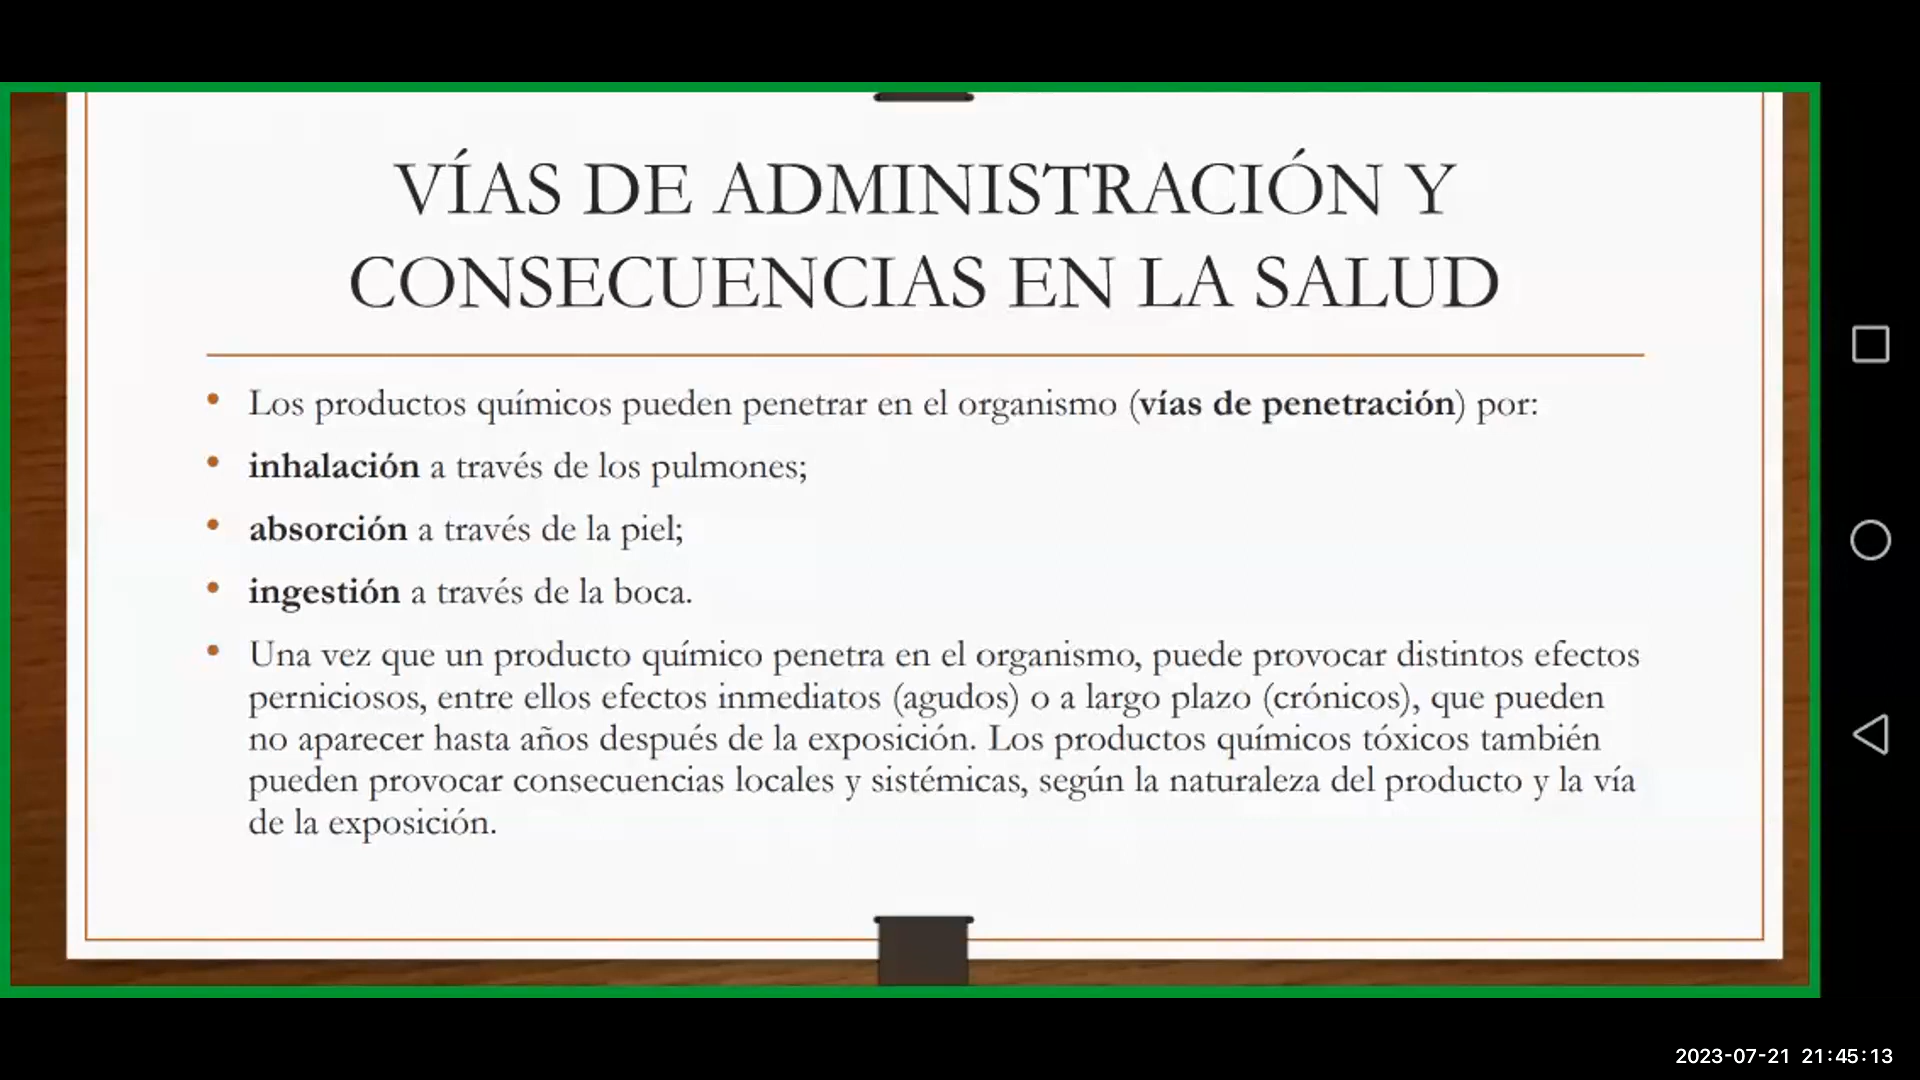 VÍAS DE ADMINISTRACIÓN Y
CONSECUENCIAS EN LA SALUD
• Los productos químicos pueden penetrar en el organismo (vías de penetración) por:
• inhalación a través de los pulmones;
• absorción a través de la piel;
• ingestión a través de la boca.
• Una vez que un producto químico penetra en el organismo, puede provocar distintos efectos
perniciosos, entre ellos efectos inmediatos (agudos) o a largo plazo (crónicos), que pueden
no aparecer hasta años después de la exposición. Los productos químicos tóxicos también
pueden provocar consecuencias locales y sistémicas, según la naturaleza del producto y la vía
de la exposición.
2023-07-21 21:45:13